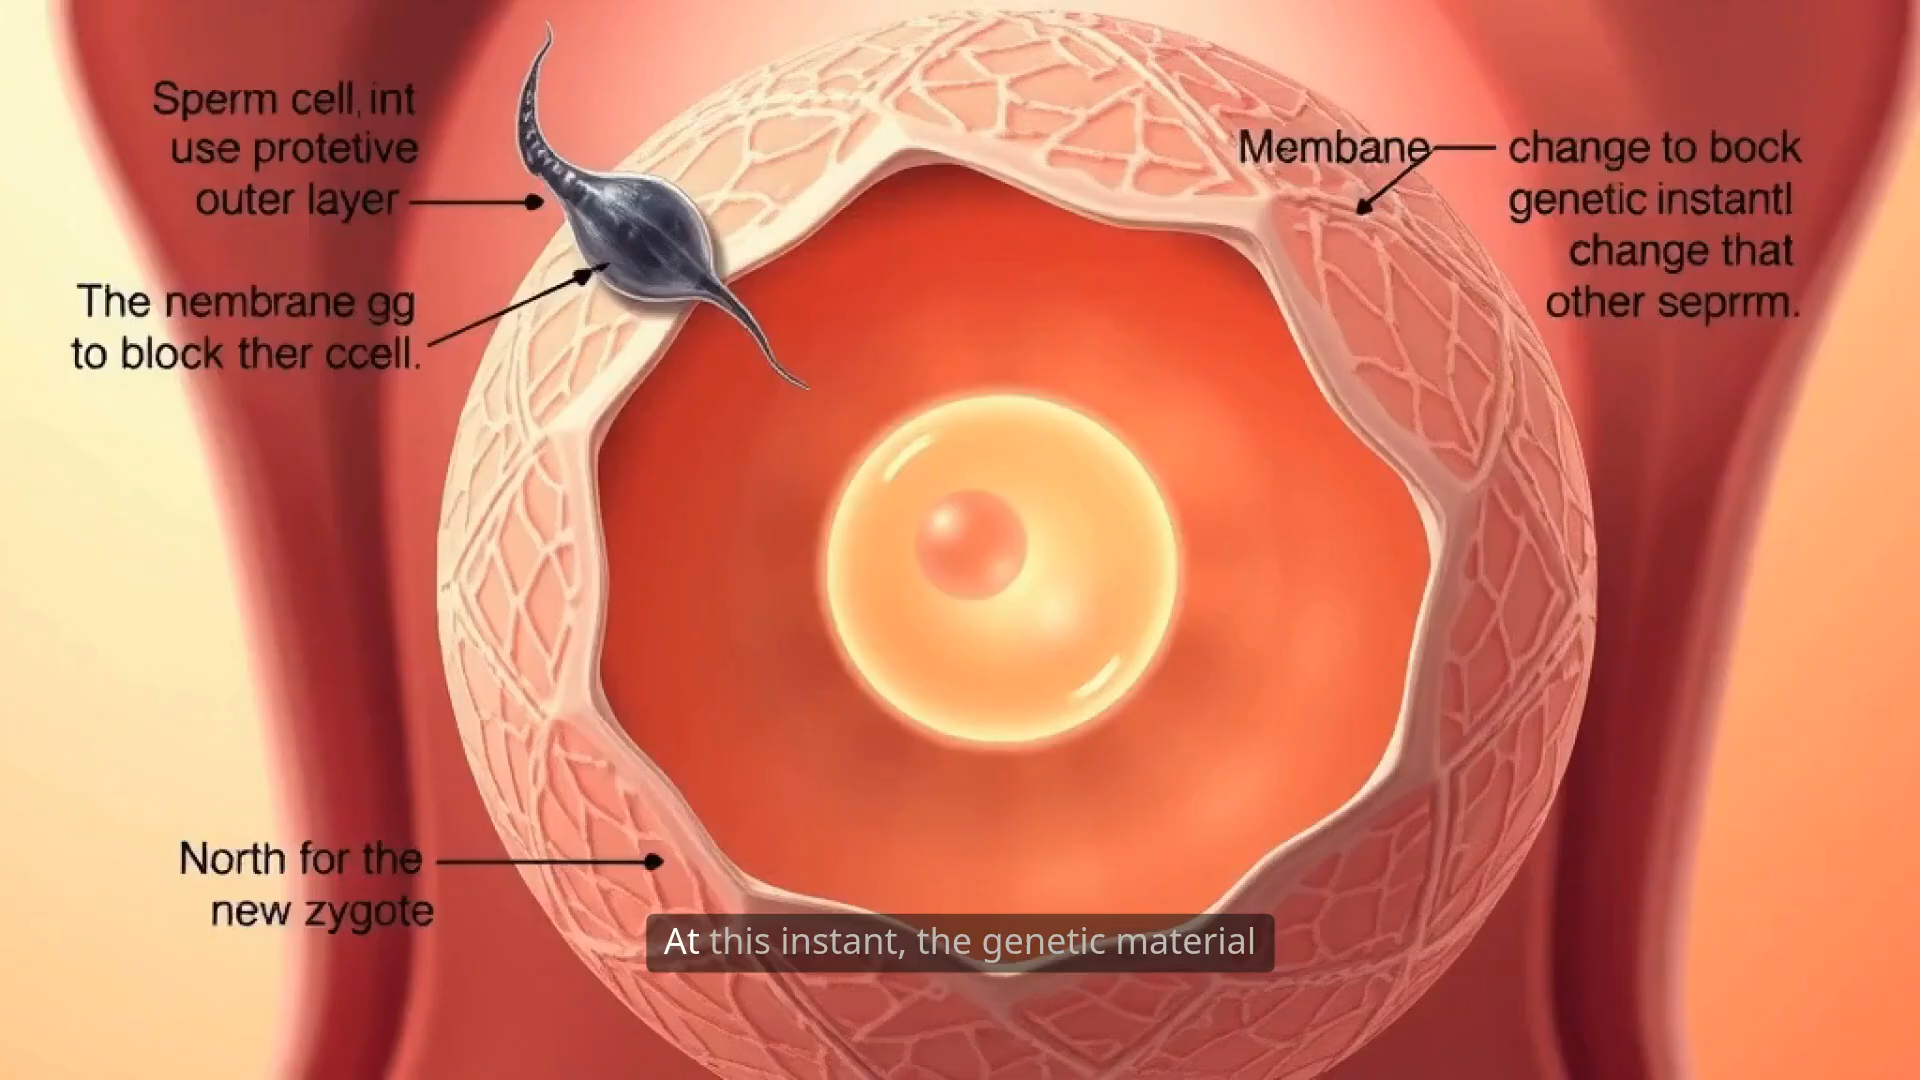 Sperm cell, int
use protetive
outer layer
The nembrane gg
to block ther ccell.
Membane
change to bock
genetic instantl
change that
other seprrm.
North for the
new zygote
At this instant, the genetic material